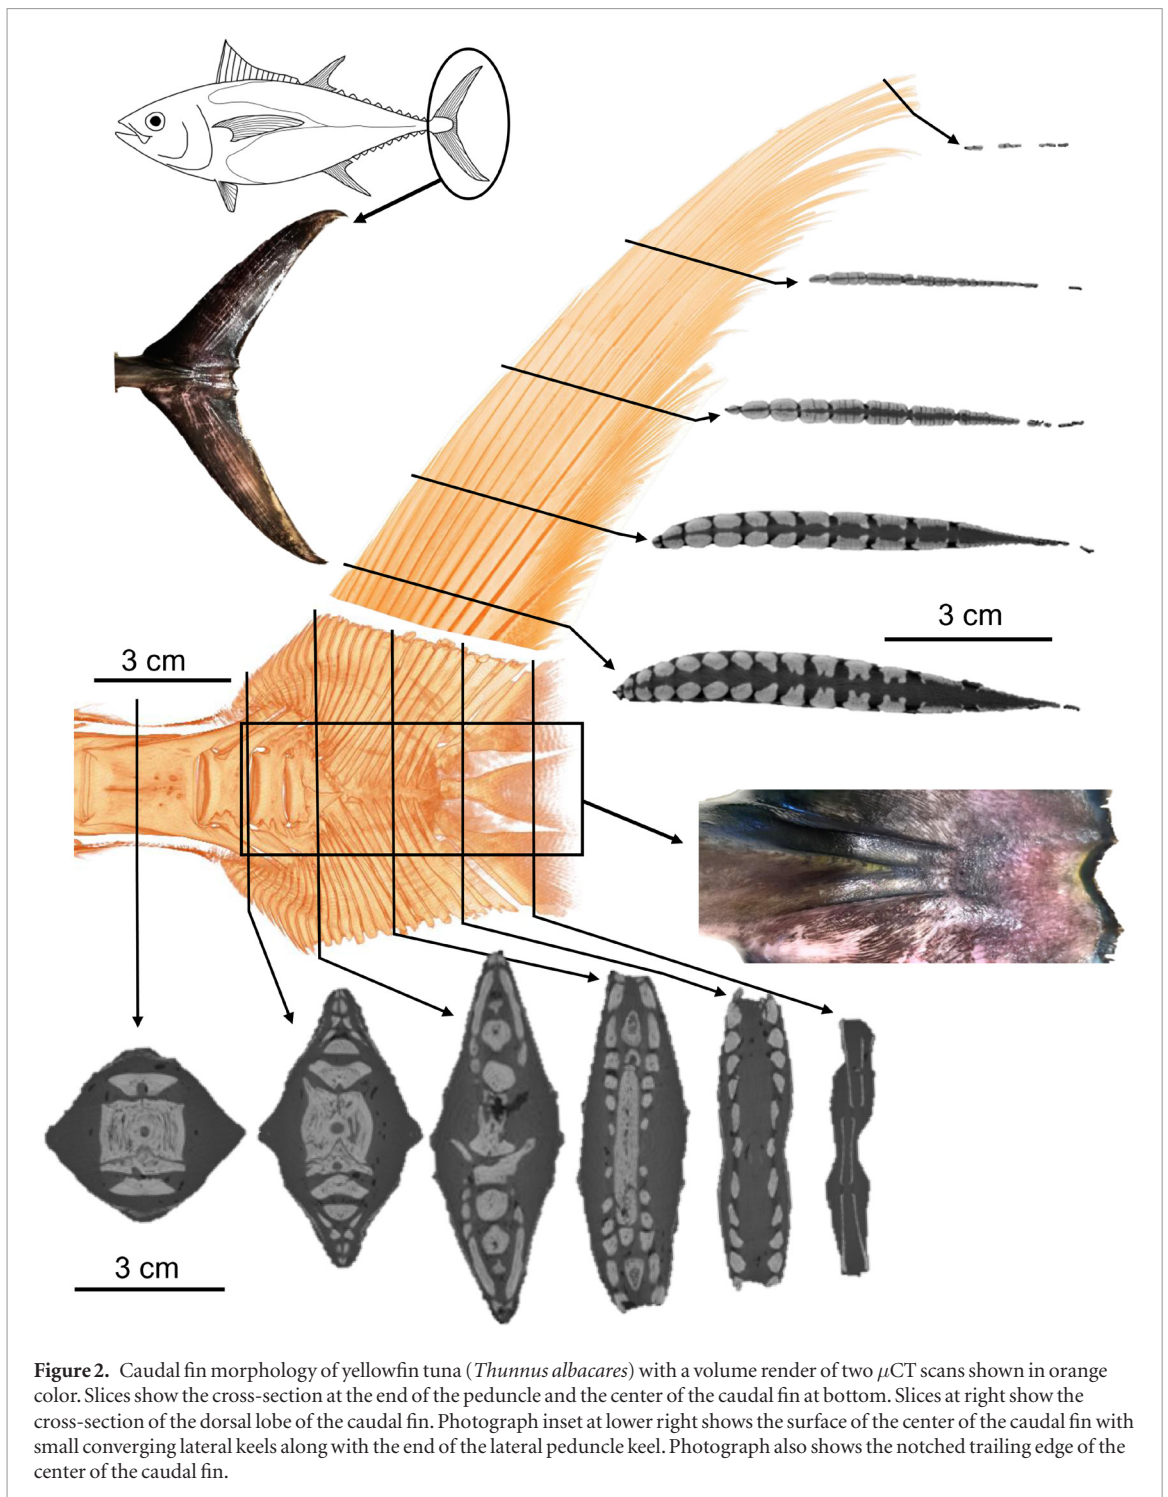 3 cm
3 cm
3 cm
Figure 2. Caudal fin morphology of yellowfin tuna (Thunnus albacares) with a volume render of two μCT scans shown in orange
color. Slices show the cross-section at the end of the peduncle and the center of the caudal fin at bottom. Slices at right show the
cross-section of the dorsal lobe of the caudal fin. Photograph inset at lower right shows the surface of the center of the caudal fin with
small converging lateral keels along with the end of the lateral peduncle keel. Photograph also shows the notched trailing edge of the
center of the caudal fin.